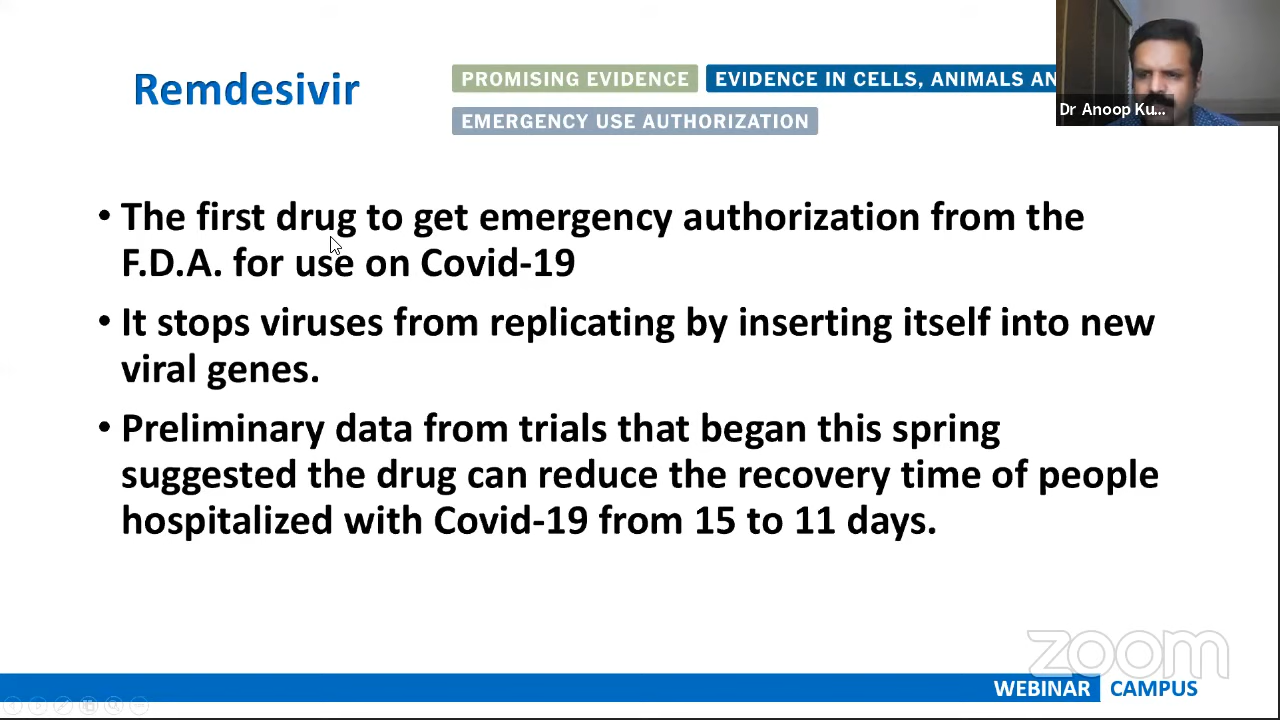 Remdesivir
PROMISING EVIDENCE EVIDENCE IN CELLS, ANIMALS AN
EMERGENCY USE AUTHORIZATION
Dr Anoop Ku...
• The first drug to get emergency authorization from the
F.D.A. for use on Covid-19
• It stops viruses from replicating by inserting itself into new
viral genes.
• Preliminary data from trials that began this spring
suggested the drug can reduce the recovery time of people
hospitalized with Covid-19 from 15 to 11 days.
zoom
WEBINAR CAMPUS